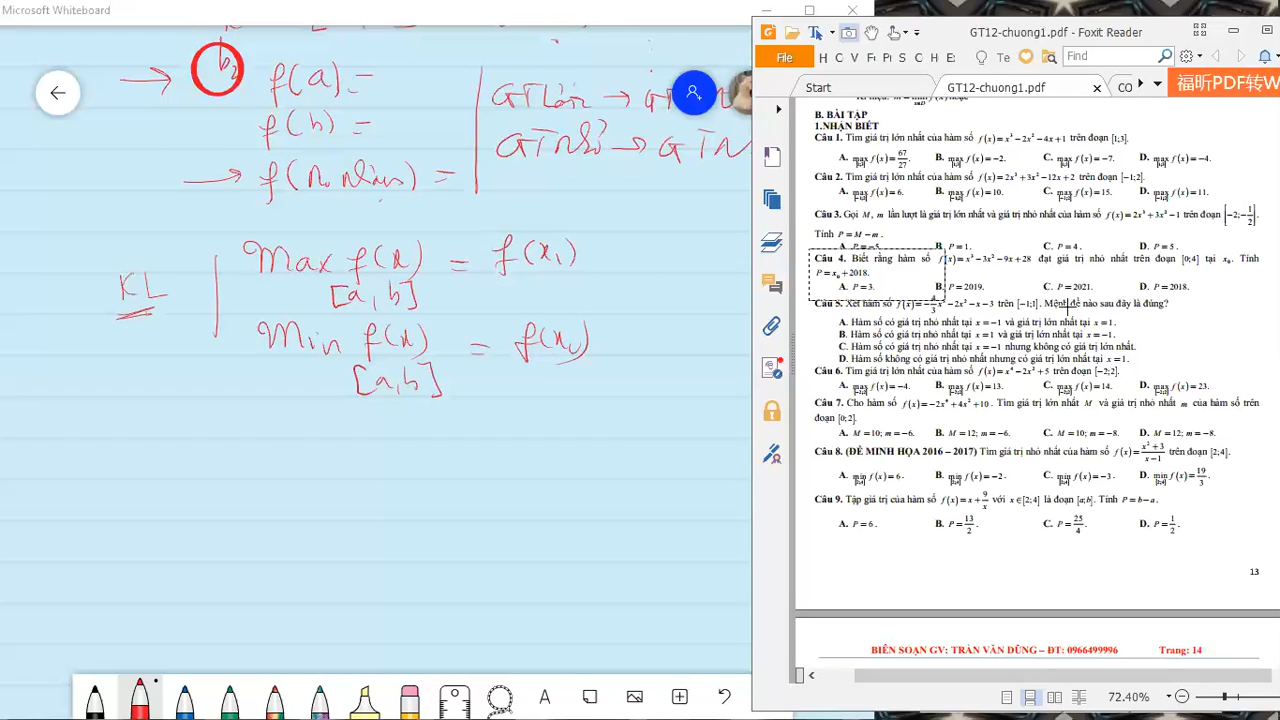 Microsoft Whiteboard
b2
f(a) =
f(b) =
f(no nằm) =
GTLớn → GT
GTNhỏ → GTN
KL
Max f(x) = f(x1)
[a,b]
Min f(x) = f(x0)
[a,b]
GT12-chuong1.pdf - Foxit Reader
File H C V F P S C H E Te Find
Start GT12-chuong1.pdf × CO 福昕PDF转W
B. BÀI TẬP
1.NHẬN BIẾT
Câu 1. Tìm giá trị lớn nhất của hàm số f(x)=x³−2x²−4x+1 trên đoạn [1;3].
A. max f(x)=67/27. B. max f(x)=−2. C. max f(x)=−7. D. max f(x)=−4.
Câu 2. Tìm giá trị lớn nhất của hàm số f(x)=2x³+3x²−12x+2 trên đoạn [−1;2].
A. max f(x)=6. B. max f(x)=10. C. max f(x)=15. D. max f(x)=11.
Câu 3. Gọi M, m lần lượt là giá trị lớn nhất và giá trị nhỏ nhất của hàm số f(x)=2x³+3x²−1 trên đoạn [−2;−1/2].
Tính P=M−m.
A. P=−5. B. P=1. C. P=4. D. P=5.
Câu 4. Biết rằng hàm số f(x)=x³−3x²−9x+28 đạt giá trị nhỏ nhất trên đoạn [0;4] tại x₀. Tính
P=x₀+2018.
A. P=3. B. P=2019. C. P=2021. D. P=2018.
Câu 5. Xét hàm số f(x)=−4/3x³−2x²−x−3 trên [−1;1]. Mệnh đề nào sau đây là đúng?
A. Hàm số có giá trị nhỏ nhất tại x=−1 và giá trị lớn nhất tại x=1.
B. Hàm số có giá trị nhỏ nhất tại x=1 và giá trị lớn nhất tại x=−1.
C. Hàm số có giá trị nhỏ nhất tại x=−1 nhưng không có giá trị lớn nhất.
D. Hàm số không có giá trị nhỏ nhất nhưng có giá trị lớn nhất tại x=1.
Câu 6. Tìm giá trị lớn nhất của hàm số f(x)=x⁴−2x²+5 trên đoạn [−2;2].
A. max f(x)=−4. B. max f(x)=13. C. max f(x)=14. D. max f(x)=23.
Câu 7. Cho hàm số f(x)=−2x⁴+4x²+10. Tìm giá trị lớn nhất M và giá trị nhỏ nhất m của hàm số trên
đoạn [0;2].
A. M=10; m=−6. B. M=12; m=−6. C. M=10; m=−8. D. M=12; m=−8.
Câu 8. (ĐỀ MINH HỌA 2016 – 2017) Tìm giá trị nhỏ nhất của hàm số f(x)=(x²+3)/(x−1) trên đoạn [2;4].
A. min f(x)=6. B. min f(x)=−2. C. min f(x)=−3. D. min f(x)=19/3.
Câu 9. Tập giá trị của hàm số f(x)=x+9/x với x∈[2;4] là đoạn [a;b]. Tính P=b−a.
A. P=6. B. P=13/2. C. P=25/4. D. P=1/2.
13
BIÊN SOẠN GV: TRẦN VĂN DŨNG – ĐT: 0966499996 Trang: 14
72.40%